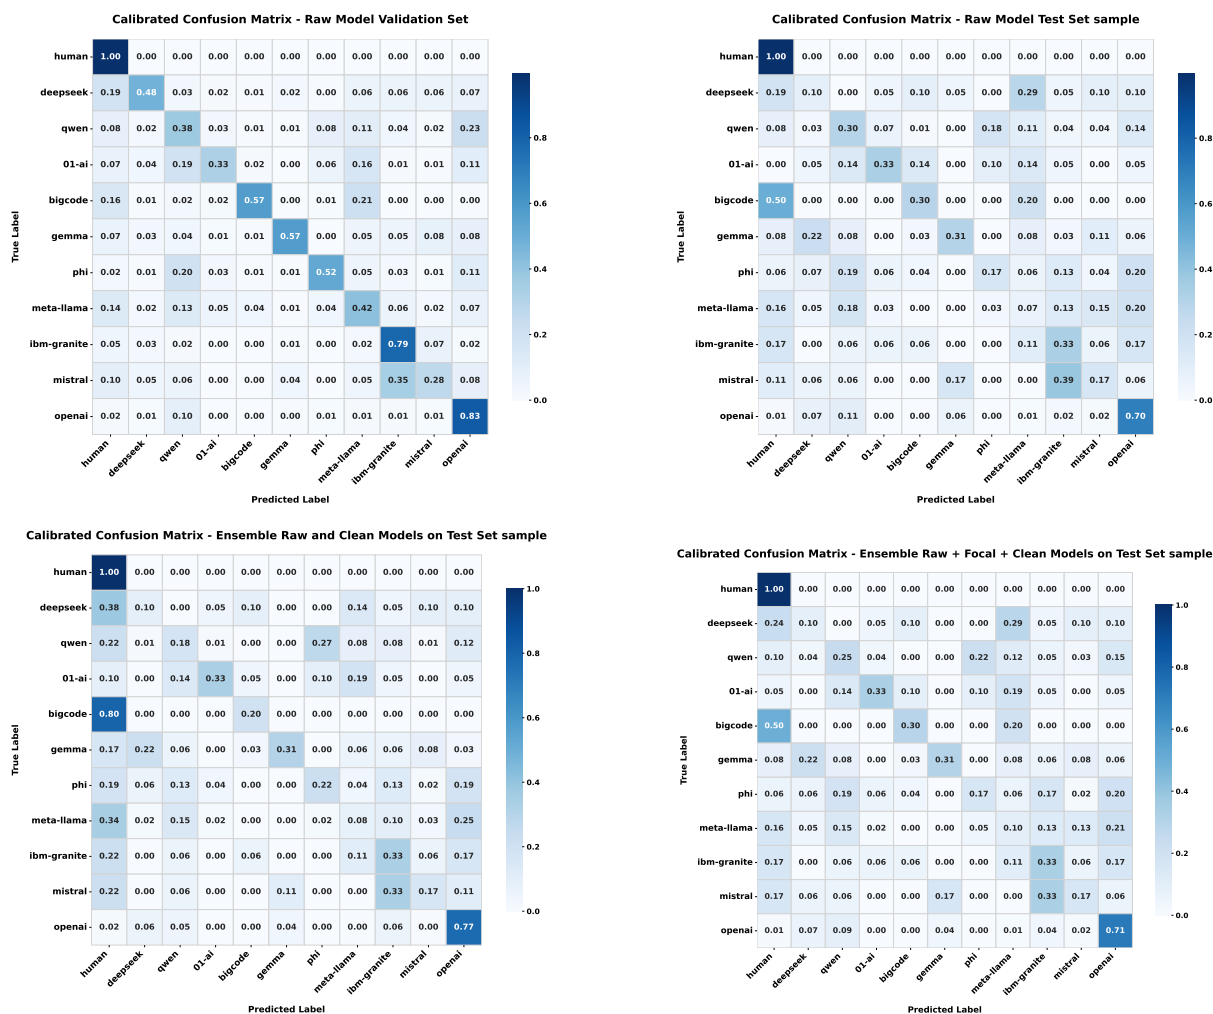 Calibrated Confusion Matrix - Raw Model Validation Set
human 1.00 0.00 0.00 0.00 0.00 0.00 0.00 0.00 0.00 0.00 0.00
deepseek 0.19 0.48 0.03 0.02 0.01 0.02 0.00 0.06 0.06 0.06 0.07
qwen 0.08 0.02 0.38 0.03 0.01 0.01 0.08 0.11 0.04 0.02 0.23
01-ai 0.07 0.04 0.19 0.33 0.02 0.00 0.06 0.16 0.01 0.01 0.11
bigcode 0.16 0.01 0.02 0.02 0.57 0.00 0.01 0.21 0.00 0.00 0.00
gemma 0.07 0.03 0.04 0.01 0.01 0.57 0.00 0.05 0.05 0.08 0.08
phi 0.02 0.01 0.20 0.03 0.01 0.01 0.52 0.05 0.03 0.01 0.11
meta-llama 0.14 0.02 0.13 0.05 0.04 0.01 0.04 0.42 0.06 0.02 0.07
ibm-granite 0.05 0.03 0.02 0.00 0.00 0.01 0.00 0.02 0.79 0.07 0.02
mistral 0.10 0.05 0.06 0.00 0.00 0.04 0.00 0.05 0.35 0.28 0.08
openai 0.02 0.01 0.10 0.00 0.00 0.00 0.01 0.01 0.01 0.01 0.83
human deepseek qwen 01-ai bigcode gemma phi meta-llama ibm-granite mistral openai
Predicted Label
True Label
0.8
0.6
0.4
0.2
0.0
Calibrated Confusion Matrix - Raw Model Test Set sample
human 1.00 0.00 0.00 0.00 0.00 0.00 0.00 0.00 0.00 0.00 0.00
deepseek 0.19 0.10 0.00 0.05 0.10 0.05 0.00 0.29 0.05 0.10 0.10
qwen 0.08 0.03 0.30 0.07 0.01 0.00 0.18 0.11 0.04 0.04 0.14
01-ai 0.00 0.05 0.14 0.33 0.14 0.00 0.10 0.14 0.05 0.00 0.05
bigcode 0.50 0.00 0.00 0.00 0.30 0.00 0.00 0.20 0.00 0.00 0.00
gemma 0.08 0.22 0.08 0.00 0.03 0.31 0.00 0.08 0.03 0.11 0.06
phi 0.06 0.07 0.19 0.06 0.04 0.00 0.17 0.06 0.13 0.04 0.20
meta-llama 0.16 0.05 0.18 0.03 0.00 0.00 0.03 0.07 0.13 0.15 0.20
ibm-granite 0.17 0.00 0.06 0.06 0.06 0.00 0.00 0.11 0.33 0.06 0.17
mistral 0.11 0.06 0.06 0.00 0.00 0.17 0.00 0.00 0.39 0.17 0.06
openai 0.01 0.07 0.11 0.00 0.00 0.06 0.01 0.01 0.02 0.02 0.70
human deepseek qwen 01-ai bigcode gemma phi meta-llama ibm-granite mistral openai
Predicted Label
True Label
0.8
0.6
0.4
0.2
0.0
Calibrated Confusion Matrix - Ensemble Raw and Clean Models on Test Set sample
human 1.00 0.00 0.00 0.00 0.00 0.00 0.00 0.00 0.00 0.00 0.00
deepseek 0.38 0.10 0.00 0.05 0.10 0.00 0.00 0.14 0.05 0.10 0.10
qwen 0.22 0.01 0.18 0.01 0.00 0.00 0.27 0.08 0.08 0.01 0.12
01-ai 0.10 0.00 0.14 0.33 0.05 0.00 0.10 0.19 0.05 0.00 0.05
bigcode 0.80 0.00 0.00 0.00 0.20 0.00 0.00 0.00 0.00 0.00 0.00
gemma 0.17 0.22 0.06 0.00 0.03 0.31 0.00 0.06 0.06 0.08 0.03
phi 0.19 0.06 0.13 0.04 0.00 0.00 0.22 0.04 0.13 0.02 0.19
meta-llama 0.34 0.02 0.15 0.02 0.00 0.00 0.02 0.08 0.10 0.03 0.25
ibm-granite 0.22 0.00 0.06 0.00 0.06 0.00 0.00 0.11 0.33 0.06 0.17
mistral 0.22 0.00 0.06 0.00 0.00 0.11 0.00 0.00 0.33 0.17 0.11
openai 0.02 0.06 0.05 0.00 0.00 0.04 0.00 0.00 0.06 0.00 0.77
human deepseek qwen 01-ai bigcode gemma phi meta-llama ibm-granite mistral openai
Predicted Label
True Label
1.0
0.8
0.6
0.4
0.2
0.0
Calibrated Confusion Matrix - Ensemble Raw + Focal + Clean Models on Test Set sample
human 1.00 0.00 0.00 0.00 0.00 0.00 0.00 0.00 0.00 0.00 0.00
deepseek 0.24 0.10 0.00 0.05 0.10 0.00 0.00 0.29 0.05 0.10 0.10
qwen 0.10 0.04 0.25 0.04 0.00 0.00 0.22 0.12 0.05 0.03 0.15
01-ai 0.05 0.00 0.14 0.33 0.10 0.00 0.10 0.19 0.05 0.00 0.05
bigcode 0.50 0.00 0.00 0.00 0.30 0.00 0.00 0.20 0.00 0.00 0.00
gemma 0.08 0.22 0.08 0.00 0.03 0.31 0.00 0.08 0.06 0.08 0.06
phi 0.06 0.06 0.19 0.06 0.04 0.00 0.17 0.06 0.17 0.02 0.20
meta-llama 0.16 0.05 0.15 0.02 0.00 0.00 0.05 0.10 0.13 0.13 0.21
ibm-granite 0.17 0.00 0.06 0.06 0.06 0.00 0.00 0.11 0.33 0.06 0.17
mistral 0.17 0.06 0.06 0.00 0.00 0.17 0.00 0.00 0.33 0.17 0.06
openai 0.01 0.07 0.09 0.00 0.00 0.04 0.00 0.01 0.04 0.02 0.71
human deepseek qwen 01-ai bigcode gemma phi meta-llama ibm-granite mistral openai
Predicted Label
True Label
1.0
0.8
0.6
0.4
0.2
0.0